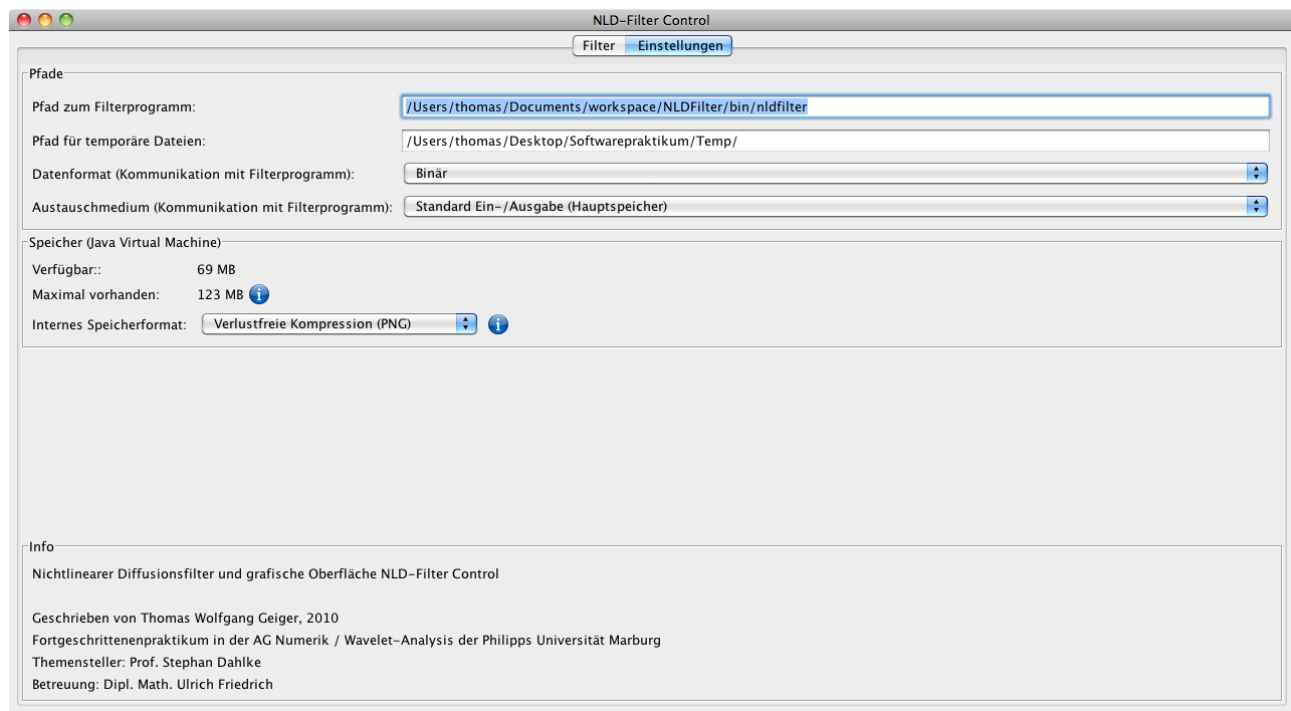 NLD-Filter Control
Filter Einstellungen
Pfade
Pfad zum Filterprogramm: /Users/thomas/Documents/workspace/NLDFilter/bin/nldfilter
Pfad für temporäre Dateien: /Users/thomas/Desktop/Softwarepraktikum/Temp/
Datenformat (Kommunikation mit Filterprogramm): Binär
Austauschmedium (Kommunikation mit Filterprogramm): Standard Ein-/Ausgabe (Hauptspeicher)
Speicher (Java Virtual Machine)
Verfügbar:: 69 MB
Maximal vorhanden: 123 MB i
Internes Speicherformat: Verlustfreie Kompression (PNG) i
Info
Nichtlinearer Diffusionsfilter und grafische Oberfläche NLD-Filter Control
Geschrieben von Thomas Wolfgang Geiger, 2010
Fortgeschrittenenpraktikum in der AG Numerik / Wavelet-Analysis der Philipps Universität Marburg
Themensteller: Prof. Stephan Dahlke
Betreuung: Dipl. Math. Ulrich Friedrich